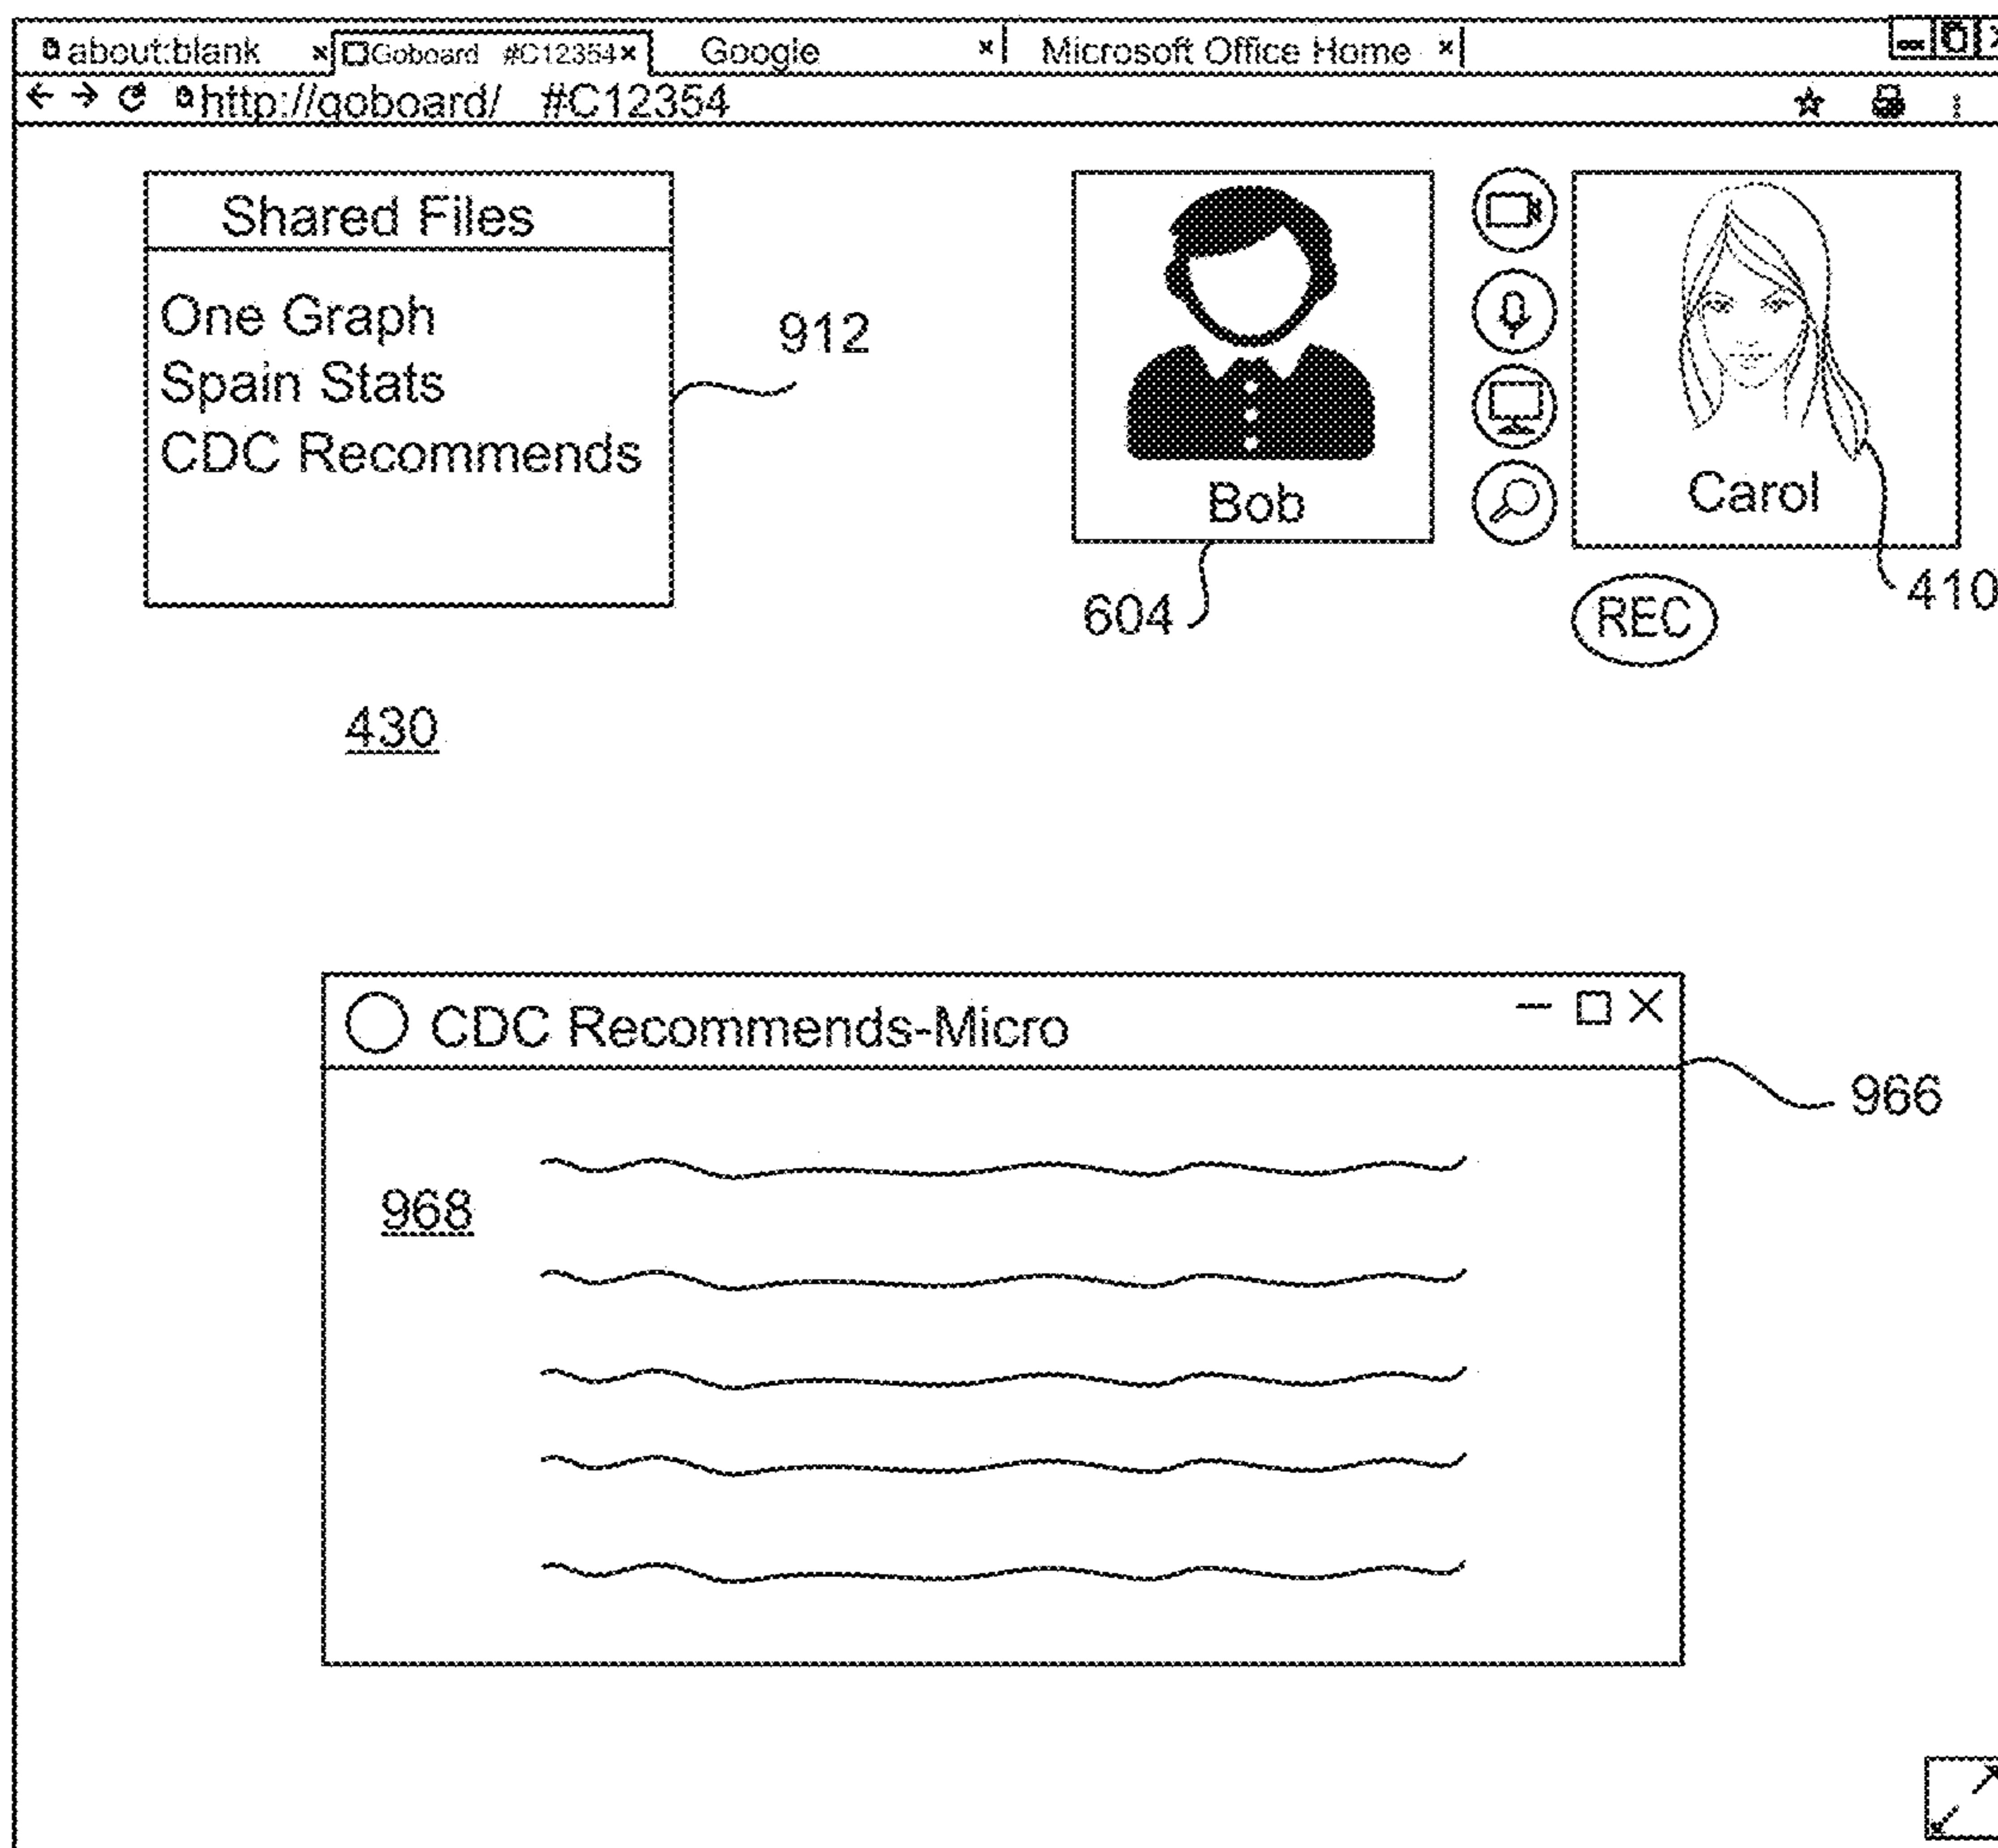 about:blank × Goboard #C12354 × Google × Microsoft Office Home ×
http://goboard/ #C12354
Shared Files
One Graph
Spain Stats
CDC Recommends
912
Bob
Carol
604
410
REC
430
CDC Recommends-Micro
966
968